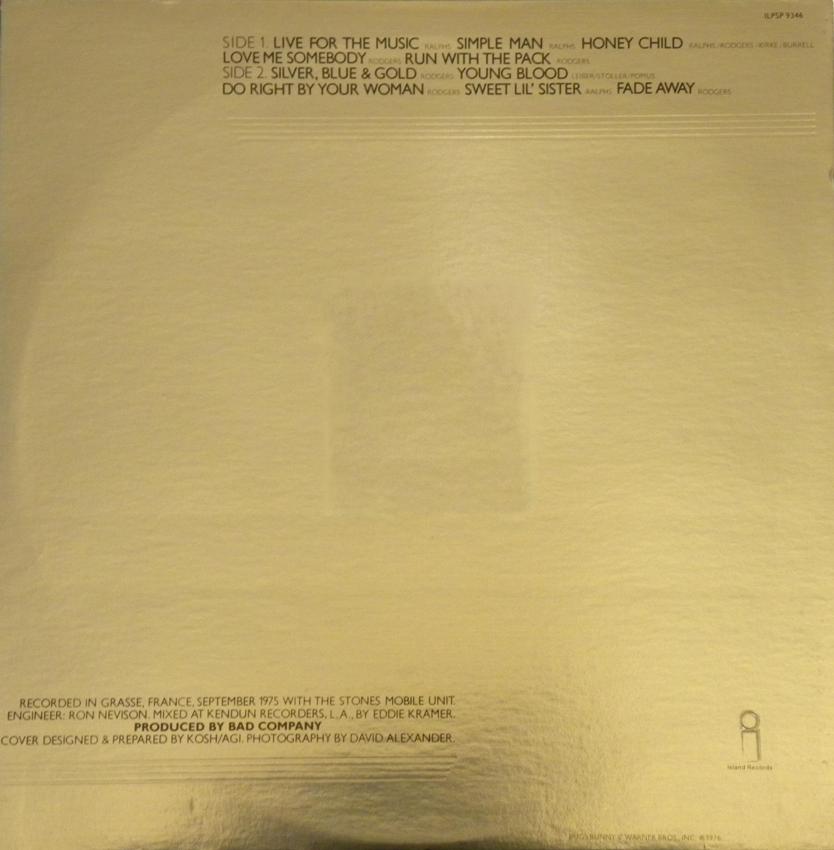 ILPSP 9346
SIDE 1. LIVE FOR THE MUSIC RALPHS SIMPLE MAN RALPHS HONEY CHILD RALPHS/RODGERS/KIRKE/BURRELL
LOVE ME SOMEBODY RODGERS RUN WITH THE PACK RODGERS
SIDE 2. SILVER, BLUE & GOLD RODGERS YOUNG BLOOD LEIBER/STOLLER/POMUS
DO RIGHT BY YOUR WOMAN RODGERS SWEET LIL' SISTER RALPHS FADE AWAY RODGERS
RECORDED IN GRASSE, FRANCE, SEPTEMBER 1975 WITH THE STONES MOBILE UNIT.
ENGINEER: RON NEVISON. MIXED AT KENDUN RECORDERS, L.A., BY EDDIE KRAMER.
PRODUCED BY BAD COMPANY
COVER DESIGNED & PREPARED BY KOSH/AGI. PHOTOGRAPHY BY DAVID ALEXANDER.
Island Records
BUGS BUNNY © WARNER BROS., INC. ©1976